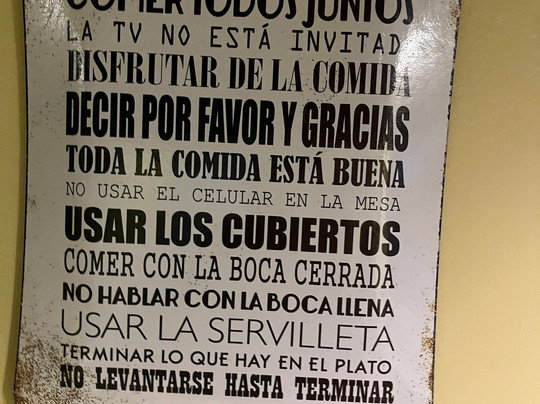 COMER TODOS JUNTOS
LA TV NO ESTÁ INVITAD
DISFRUTAR DE LA COMIDA
DECIR POR FAVOR Y GRACIAS
TODA LA COMIDA ESTÁ BUENA
NO USAR EL CELULAR EN LA MESA
USAR LOS CUBIERTOS
COMER CON LA BOCA CERRADA
NO HABLAR CON LA BOCA LLENA
USAR LA SERVILLETA
TERMINAR LO QUE HAY EN EL PLATO
NO LEVANTARSE HASTA TERMINAR